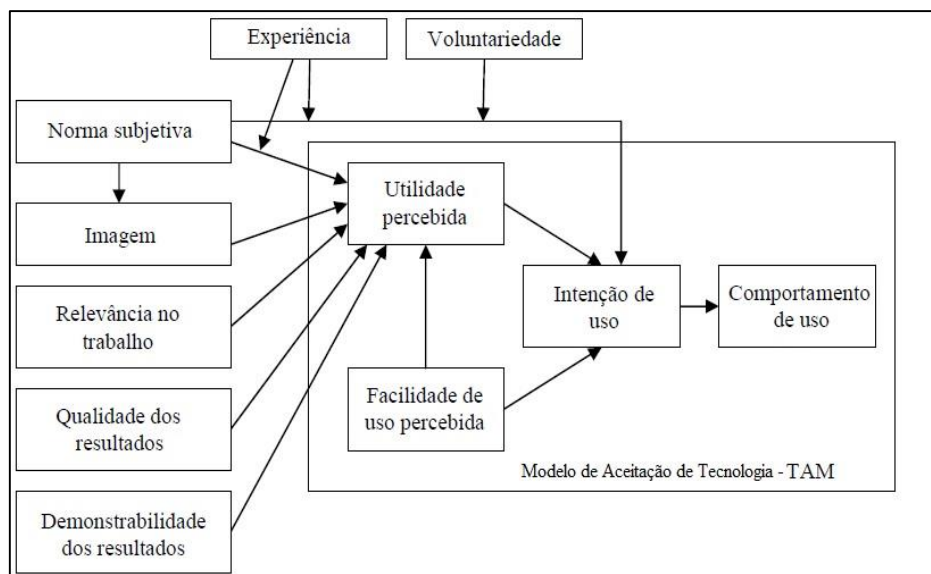 Experiência
Voluntariedade
Norma subjetiva
Utilidade
percebida
Imagem
Relevância no
trabalho
Intenção de
uso
Comportamento
de uso
Facilidade de
uso percebida
Qualidade dos
resultados
Modelo de Aceitação de Tecnologia - TAM
Demonstrabilidade
dos resultados